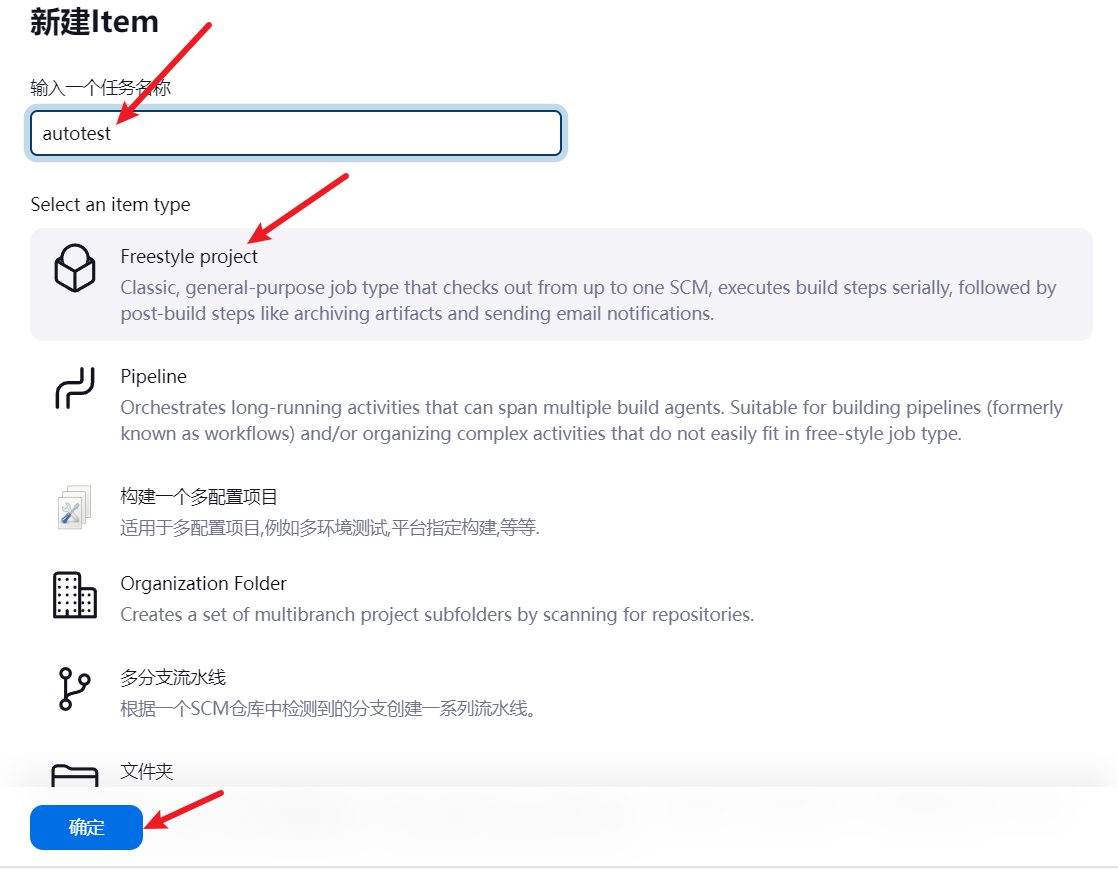 新建Item
输入一个任务名称
autotest
Select an item type
Freestyle project
Classic, general-purpose job type that checks out from up to one SCM, executes build steps serially, followed by
post-build steps like archiving artifacts and sending email notifications.
Pipeline
Orchestrates long-running activities that can span multiple build agents. Suitable for building pipelines (formerly
known as workflows) and/or organizing complex activities that do not easily fit in free-style job type.
构建一个多配置项目
适用于多配置项目,例如多环境测试,平台指定构建,等等.
Organization Folder
Creates a set of multibranch project subfolders by scanning for repositories.
多分支流水线
根据一个SCM仓库中检测到的分支创建一系列流水线。
文件夹
确定